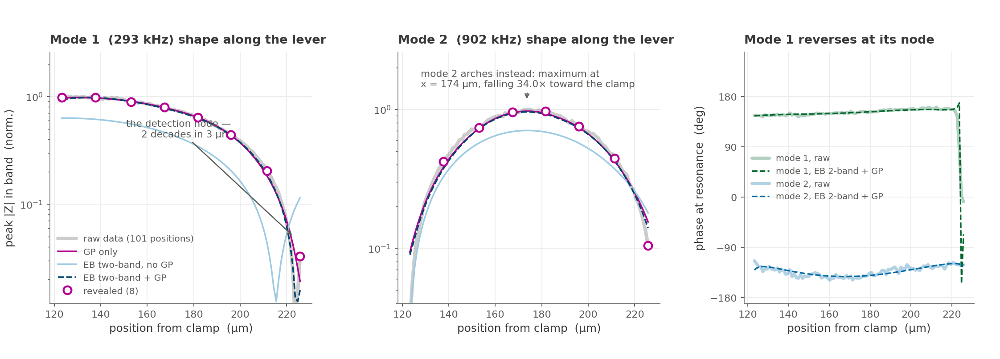 Mode 1  (293 kHz) shape along the lever
peak |Z| in band  (norm.)
10⁰
10⁻¹
the detection node —
2 decades in 3 µm
raw data (101 positions)
GP only
EB two-band, no GP
EB two-band + GP
revealed (8)
120 140 160 180 200 220
position from clamp  (µm)
Mode 2  (902 kHz) shape along the lever
mode 2 arches instead: maximum at
x = 174 µm, falling 34.0× toward the clamp
10⁰
10⁻¹
120 140 160 180 200 220
position from clamp  (µm)
Mode 1 reverses at its node
phase at resonance  (deg)
180
90
0
−90
−180
mode 1, raw
mode 1, EB 2-band + GP
mode 2, raw
mode 2, EB 2-band + GP
120 140 160 180 200 220
position from clamp  (µm)